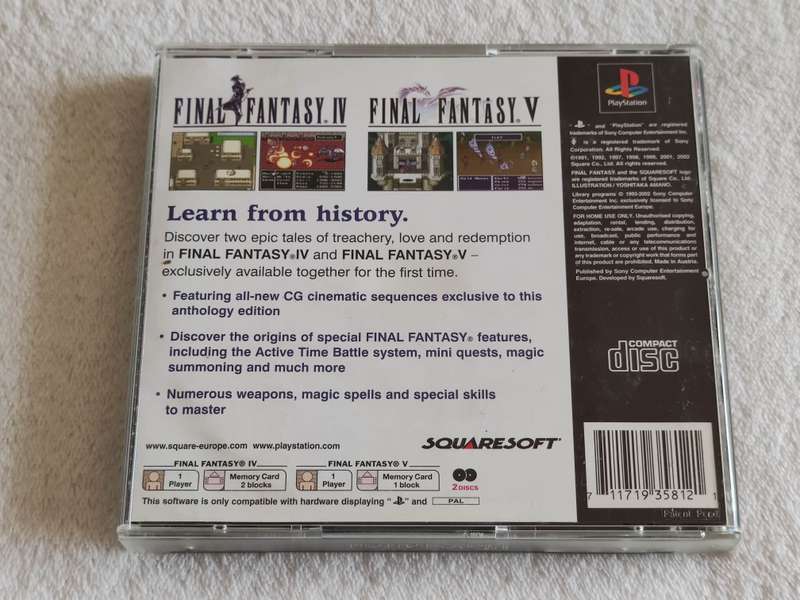 FINAL FANTASY® IV
FINAL FANTASY® V
Learn from history.
Discover two epic tales of treachery, love and redemption
in FINAL FANTASY®IV and FINAL FANTASY®V –
exclusively available together for the first time.
• Featuring all-new CG cinematic sequences exclusive to this
anthology edition
• Discover the origins of special FINAL FANTASY® features,
including the Active Time Battle system, mini quests, magic
summoning and much more
• Numerous weapons, magic spells and special skills
to master
www.square-europe.com www.playstation.com
SQUARESOFT
FINAL FANTASY® IV
1
Player
Memory Card
2 blocks
FINAL FANTASY® V
1
Player
Memory Card
1 block
2 DISCS
This software is only compatible with hardware displaying " " and PAL
PlayStation
" " and "PlayStation" are registered
trademarks of Sony Computer Entertainment Inc.
is a registered trademark of Sony
Corporation. All Rights Reserved.
©1991, 1992, 1997, 1998, 1999, 2001, 2002
Square Co., Ltd. All rights reserved.
FINAL FANTASY and the SQUARESOFT logo
are registered trademarks of Square Co., Ltd.
ILLUSTRATION / YOSHITAKA AMANO.
Library programs © 1993-2002 Sony Computer
Entertainment Inc. exclusively licensed to Sony
Computer Entertainment Europe.
FOR HOME USE ONLY. Unauthorised copying,
adaptation, rental, lending, distribution,
extraction, re-sale, arcade use, charging for
use, broadcast, public performance and
internet, cable or any telecommunications
transmission, access or use of this product or
any trademark or copyright work that forms part
of this product are prohibited. Made in Austria.
Published by Sony Computer Entertainment
Europe. Developed by Squaresoft.
COMPACT
disc
7 11719 35812 1